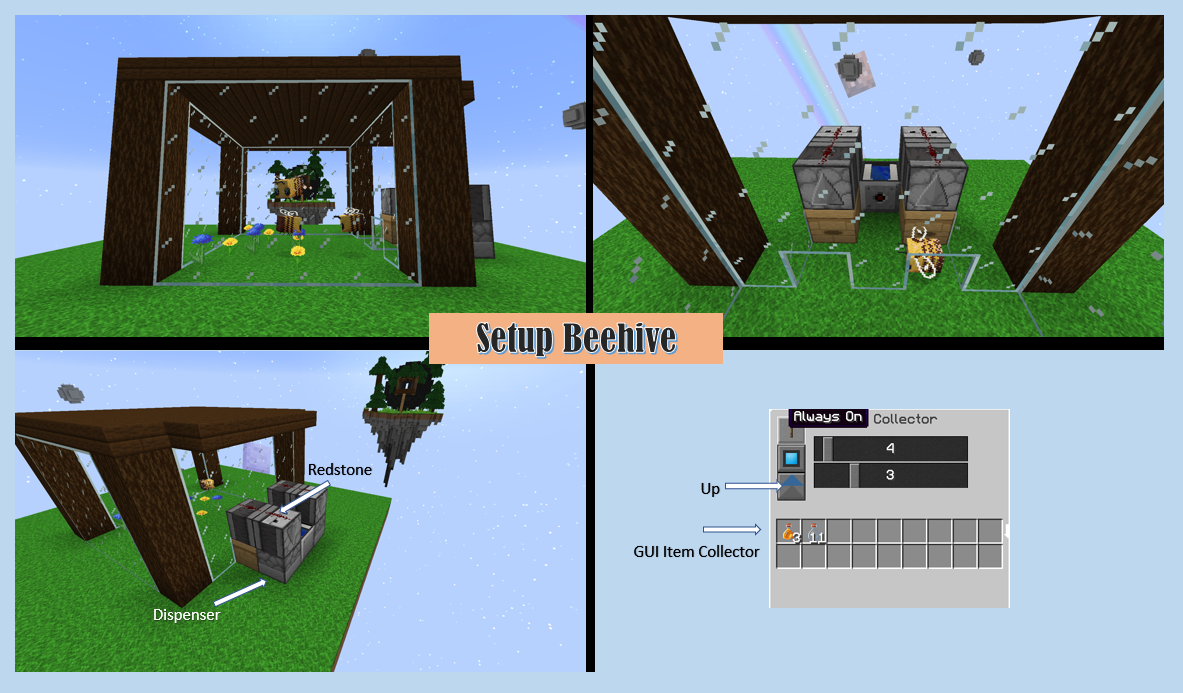 Setup Beehive
Redstone
Dispenser
Always On
Collector
4
3
Up
GUI Item Collector
3
11